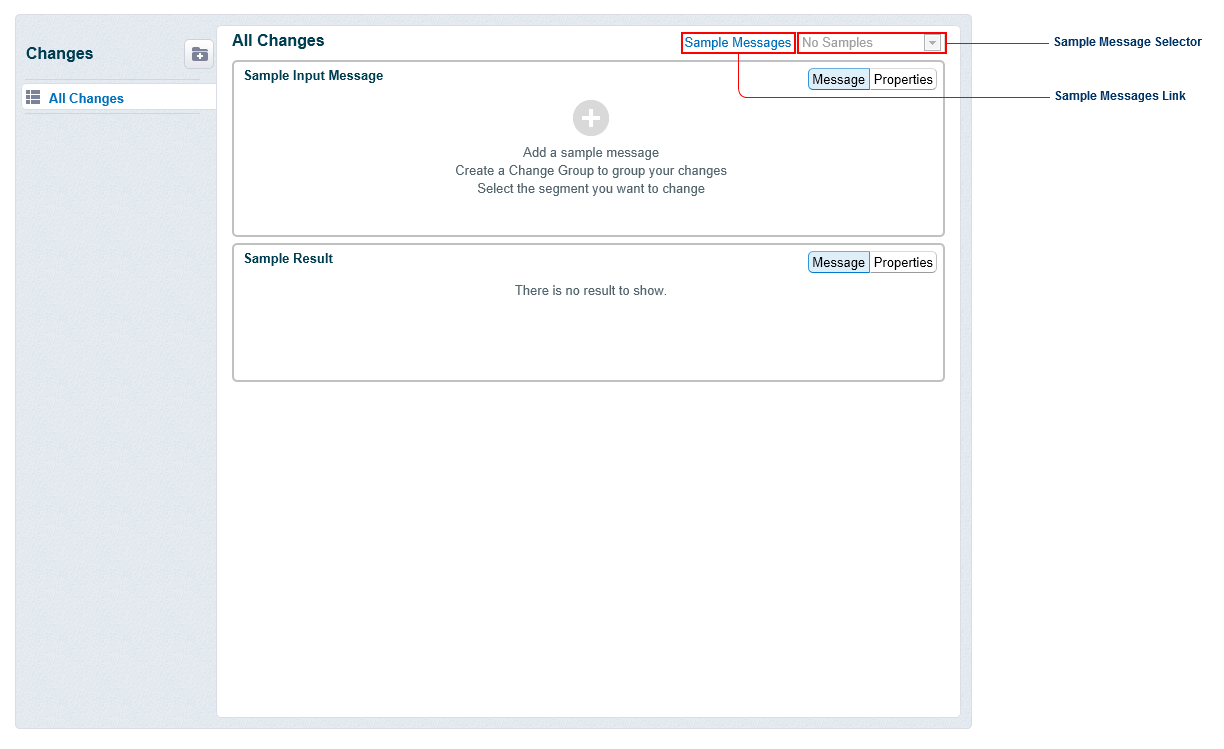 Changes
All Changes
All Changes
Sample Messages
No Samples
Sample Message Selector
Sample Messages Link
Sample Input Message
Message
Properties
Add a sample message
Create a Change Group to group your changes
Select the segment you want to change
Sample Result
Message
Properties
There is no result to show.